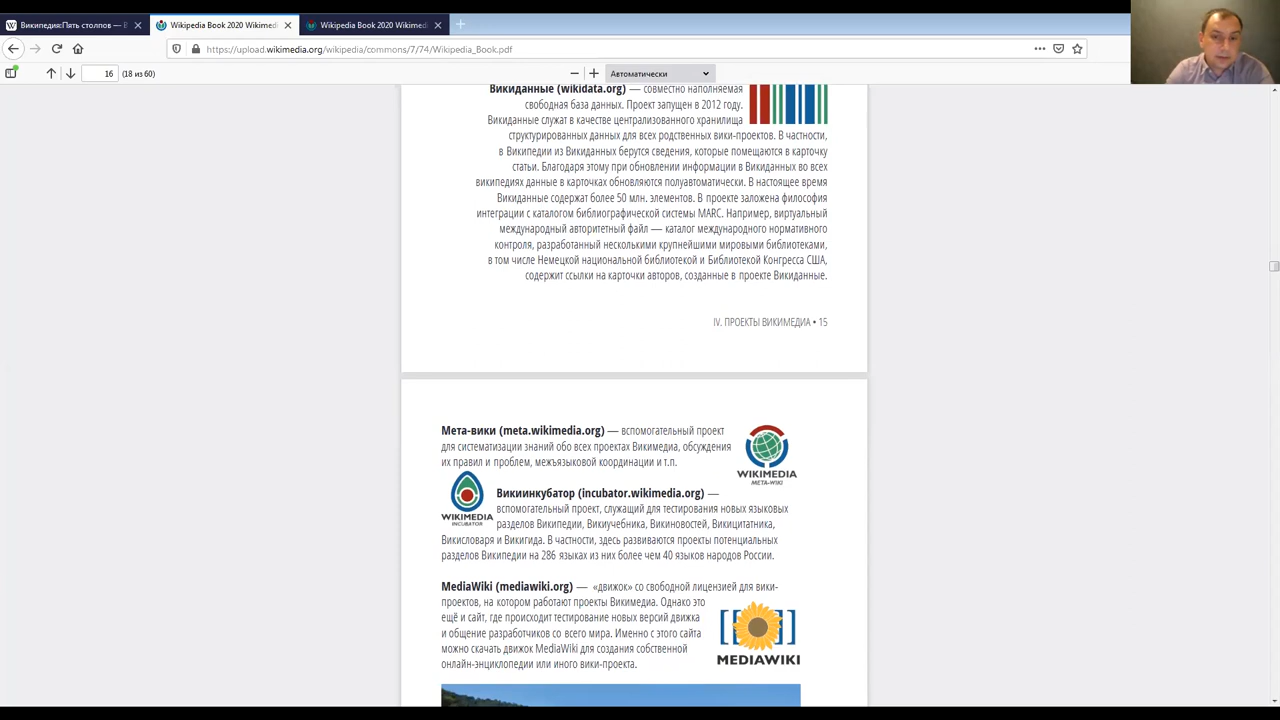 Википедия:Пять столпов — В
Wikipedia Book 2020 Wikimed
Wikipedia Book 2020 Wikimed
https://upload.wikimedia.org/wikipedia/commons/7/74/Wikipedia_Book.pdf
16 (18 из 60)
Автоматически
Викиданные (wikidata.org) — совместно наполняемая
свободная база данных. Проект запущен в 2012 году.
Викиданные служат в качестве централизованного хранилища
структурированных данных для всех родственных вики-проектов. В частности,
в Википедии из Викиданных берутся сведения, которые помещаются в карточку
статьи. Благодаря этому при обновлении информации в Викиданных во всех
википедиях данные в карточках обновляются полуавтоматически. В настоящее время
Викиданные содержат более 50 млн. элементов. В проекте заложена философия
интеграции с каталогом библиографической системы MARC. Например, виртуальный
международный авторитетный файл — каталог международного нормативного
контроля, разработанный несколькими крупнейшими мировыми библиотеками,
в том числе Немецкой национальной библиотекой и Библиотекой Конгресса США,
содержит ссылки на карточки авторов, созданные в проекте Викиданные.
IV. ПРОЕКТЫ ВИКИМЕДИА • 15
Мета-вики (meta.wikimedia.org) — вспомогательный проект
для систематизации знаний обо всех проектах Викимедиа, обсуждения
их правил и проблем, межъязыковой координации и т.п.
WIKIMEDIA
META-WIKI
Викиинкубатор (incubator.wikimedia.org) —
вспомогательный проект, служащий для тестирования новых языковых
разделов Википедии, Викиучебника, Викиновостей, Викицитатника,
WIKIMEDIA
INCUBATOR
Викисловаря и Викигида. В частности, здесь развиваются проекты потенциальных
разделов Википедии на 286 языках из них более чем 40 языков народов России.
MediaWiki (mediawiki.org) — «движок» со свободной лицензией для вики-
проектов, на котором работают проекты Викимедиа. Однако это
ещё и сайт, где происходит тестирование новых версий движка
и общение разработчиков со всего мира. Именно с этого сайта
можно скачать движок MediaWiki для создания собственной
онлайн-энциклопедии или иного вики-проекта.
MEDIAWIKI